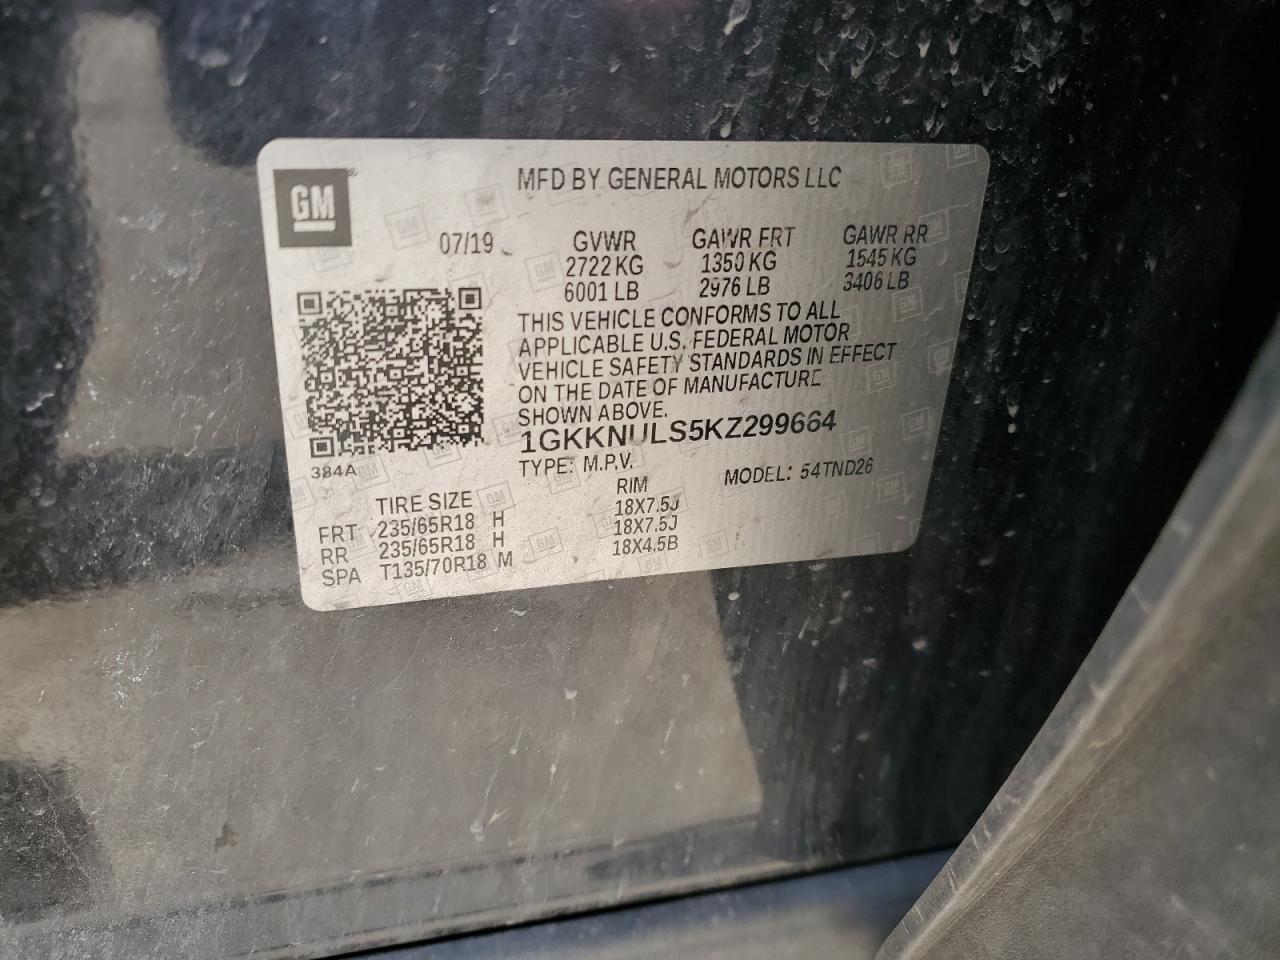 GM
MFD BY GENERAL MOTORS LLC
07/19 GVWR GAWR FRT GAWR RR
2722 KG 1350 KG 1545 KG
6001 LB 2976 LB 3406 LB
THIS VEHICLE CONFORMS TO ALL
APPLICABLE U.S. FEDERAL MOTOR
VEHICLE SAFETY STANDARDS IN EFFECT
ON THE DATE OF MANUFACTURE
SHOWN ABOVE.
1GKKNULS5KZ299664
384A
TYPE: M.P.V. MODEL: 54TND26
TIRE SIZE RIM
FRT 235/65R18 H 18X7.5J
RR 235/65R18 H 18X7.5J
SPA T135/70R18 M 18X4.5B